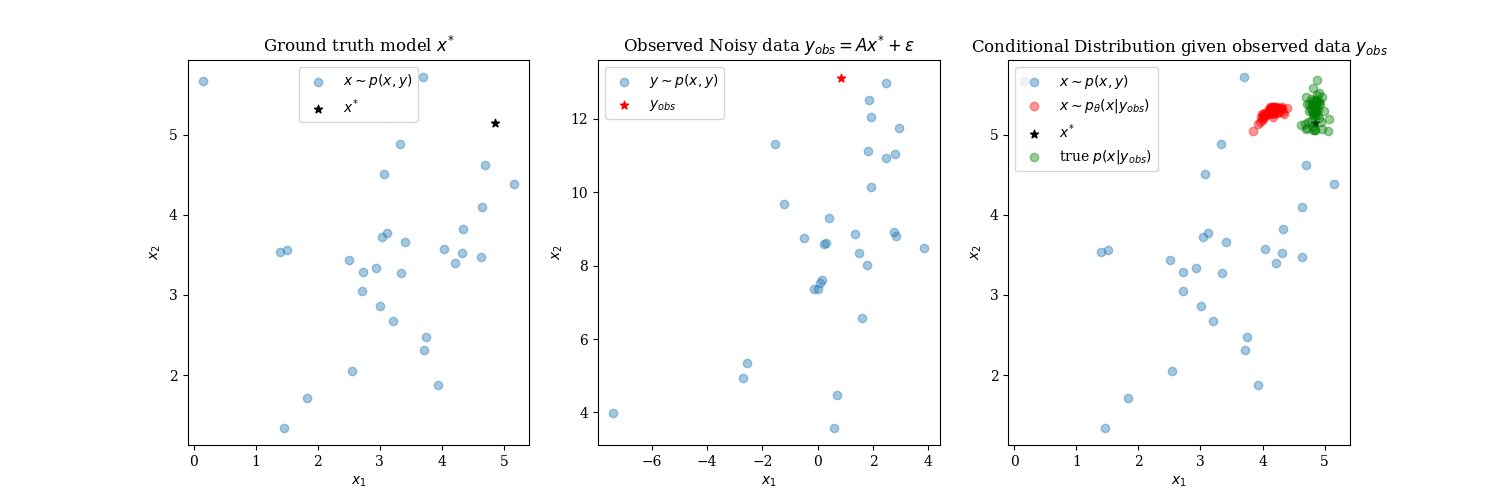 Ground truth model x*
x ~ p(x, y)
x*
5
4
3
2
x₂
0 1 2 3 4 5
x₁
Observed Noisy data y_obs = Ax* + ε
y ~ p(x, y)
y_obs
12
10
8
6
4
x₂
−6 −4 −2 0 2 4
x₁
Conditional Distribution given observed data y_obs
x ~ p(x, y)
x ~ p_θ(x|y_obs)
x*
true p(x|y_obs)
5
4
3
2
x₂
0 1 2 3 4 5
x₁